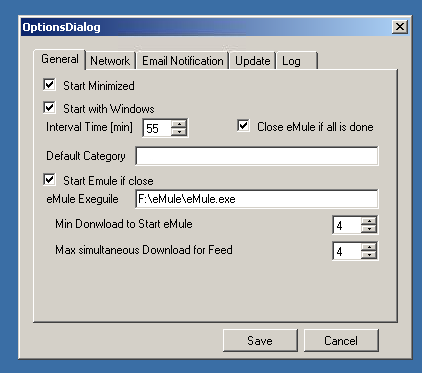 OptionsDialog
General Network Email Notification Update Log
Start Minimized
Start with Windows
Interval Time [min] 55 Close eMule if all is done
Default Category
Start Emule if close
eMule Exeguile F:\eMule\eMule.exe
Min Donwload to Start eMule 4
Max simultaneous Download for Feed 4
Save Cancel